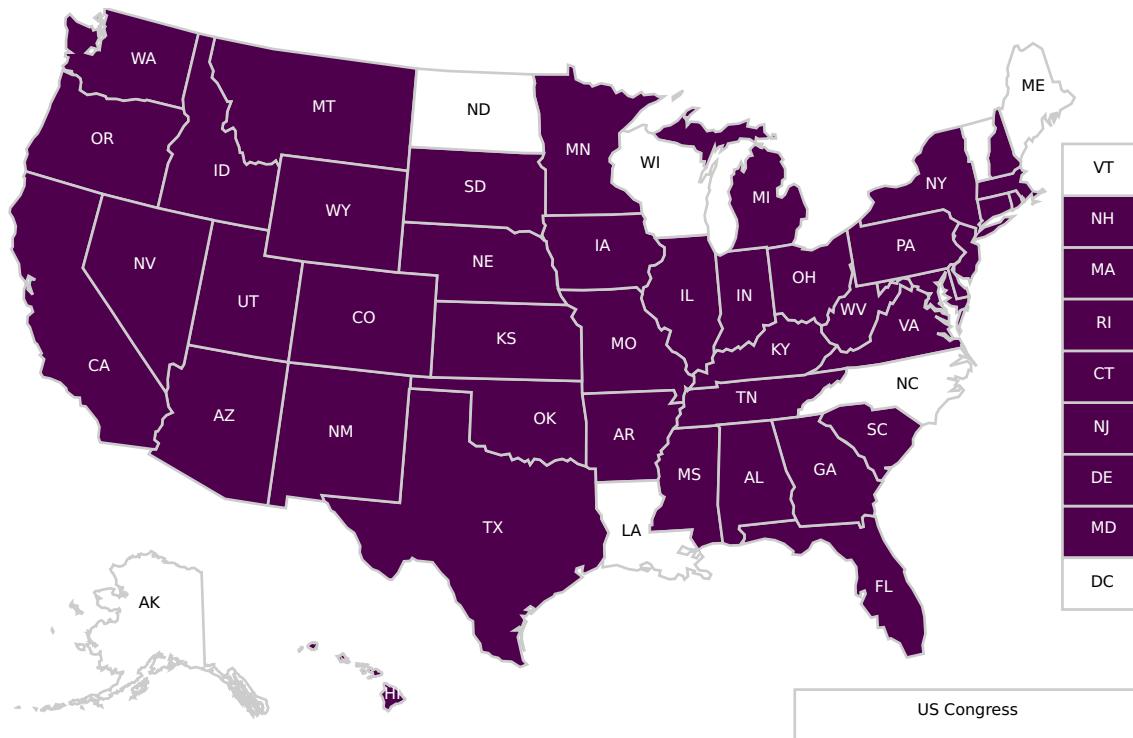 WA
MT
ND
ME
OR
ID
MN
WI
SD
MI
NY
VT
WY
NH
NV
NE
IA
PA
MA
UT
CO
IL
IN
OH
WV
VA
RI
KS
MO
KY
CA
CT
AZ
NM
OK
AR
TN
NC
SC
NJ
MS
AL
GA
DE
TX
LA
MD
FL
DC
AK
HI
US Congress